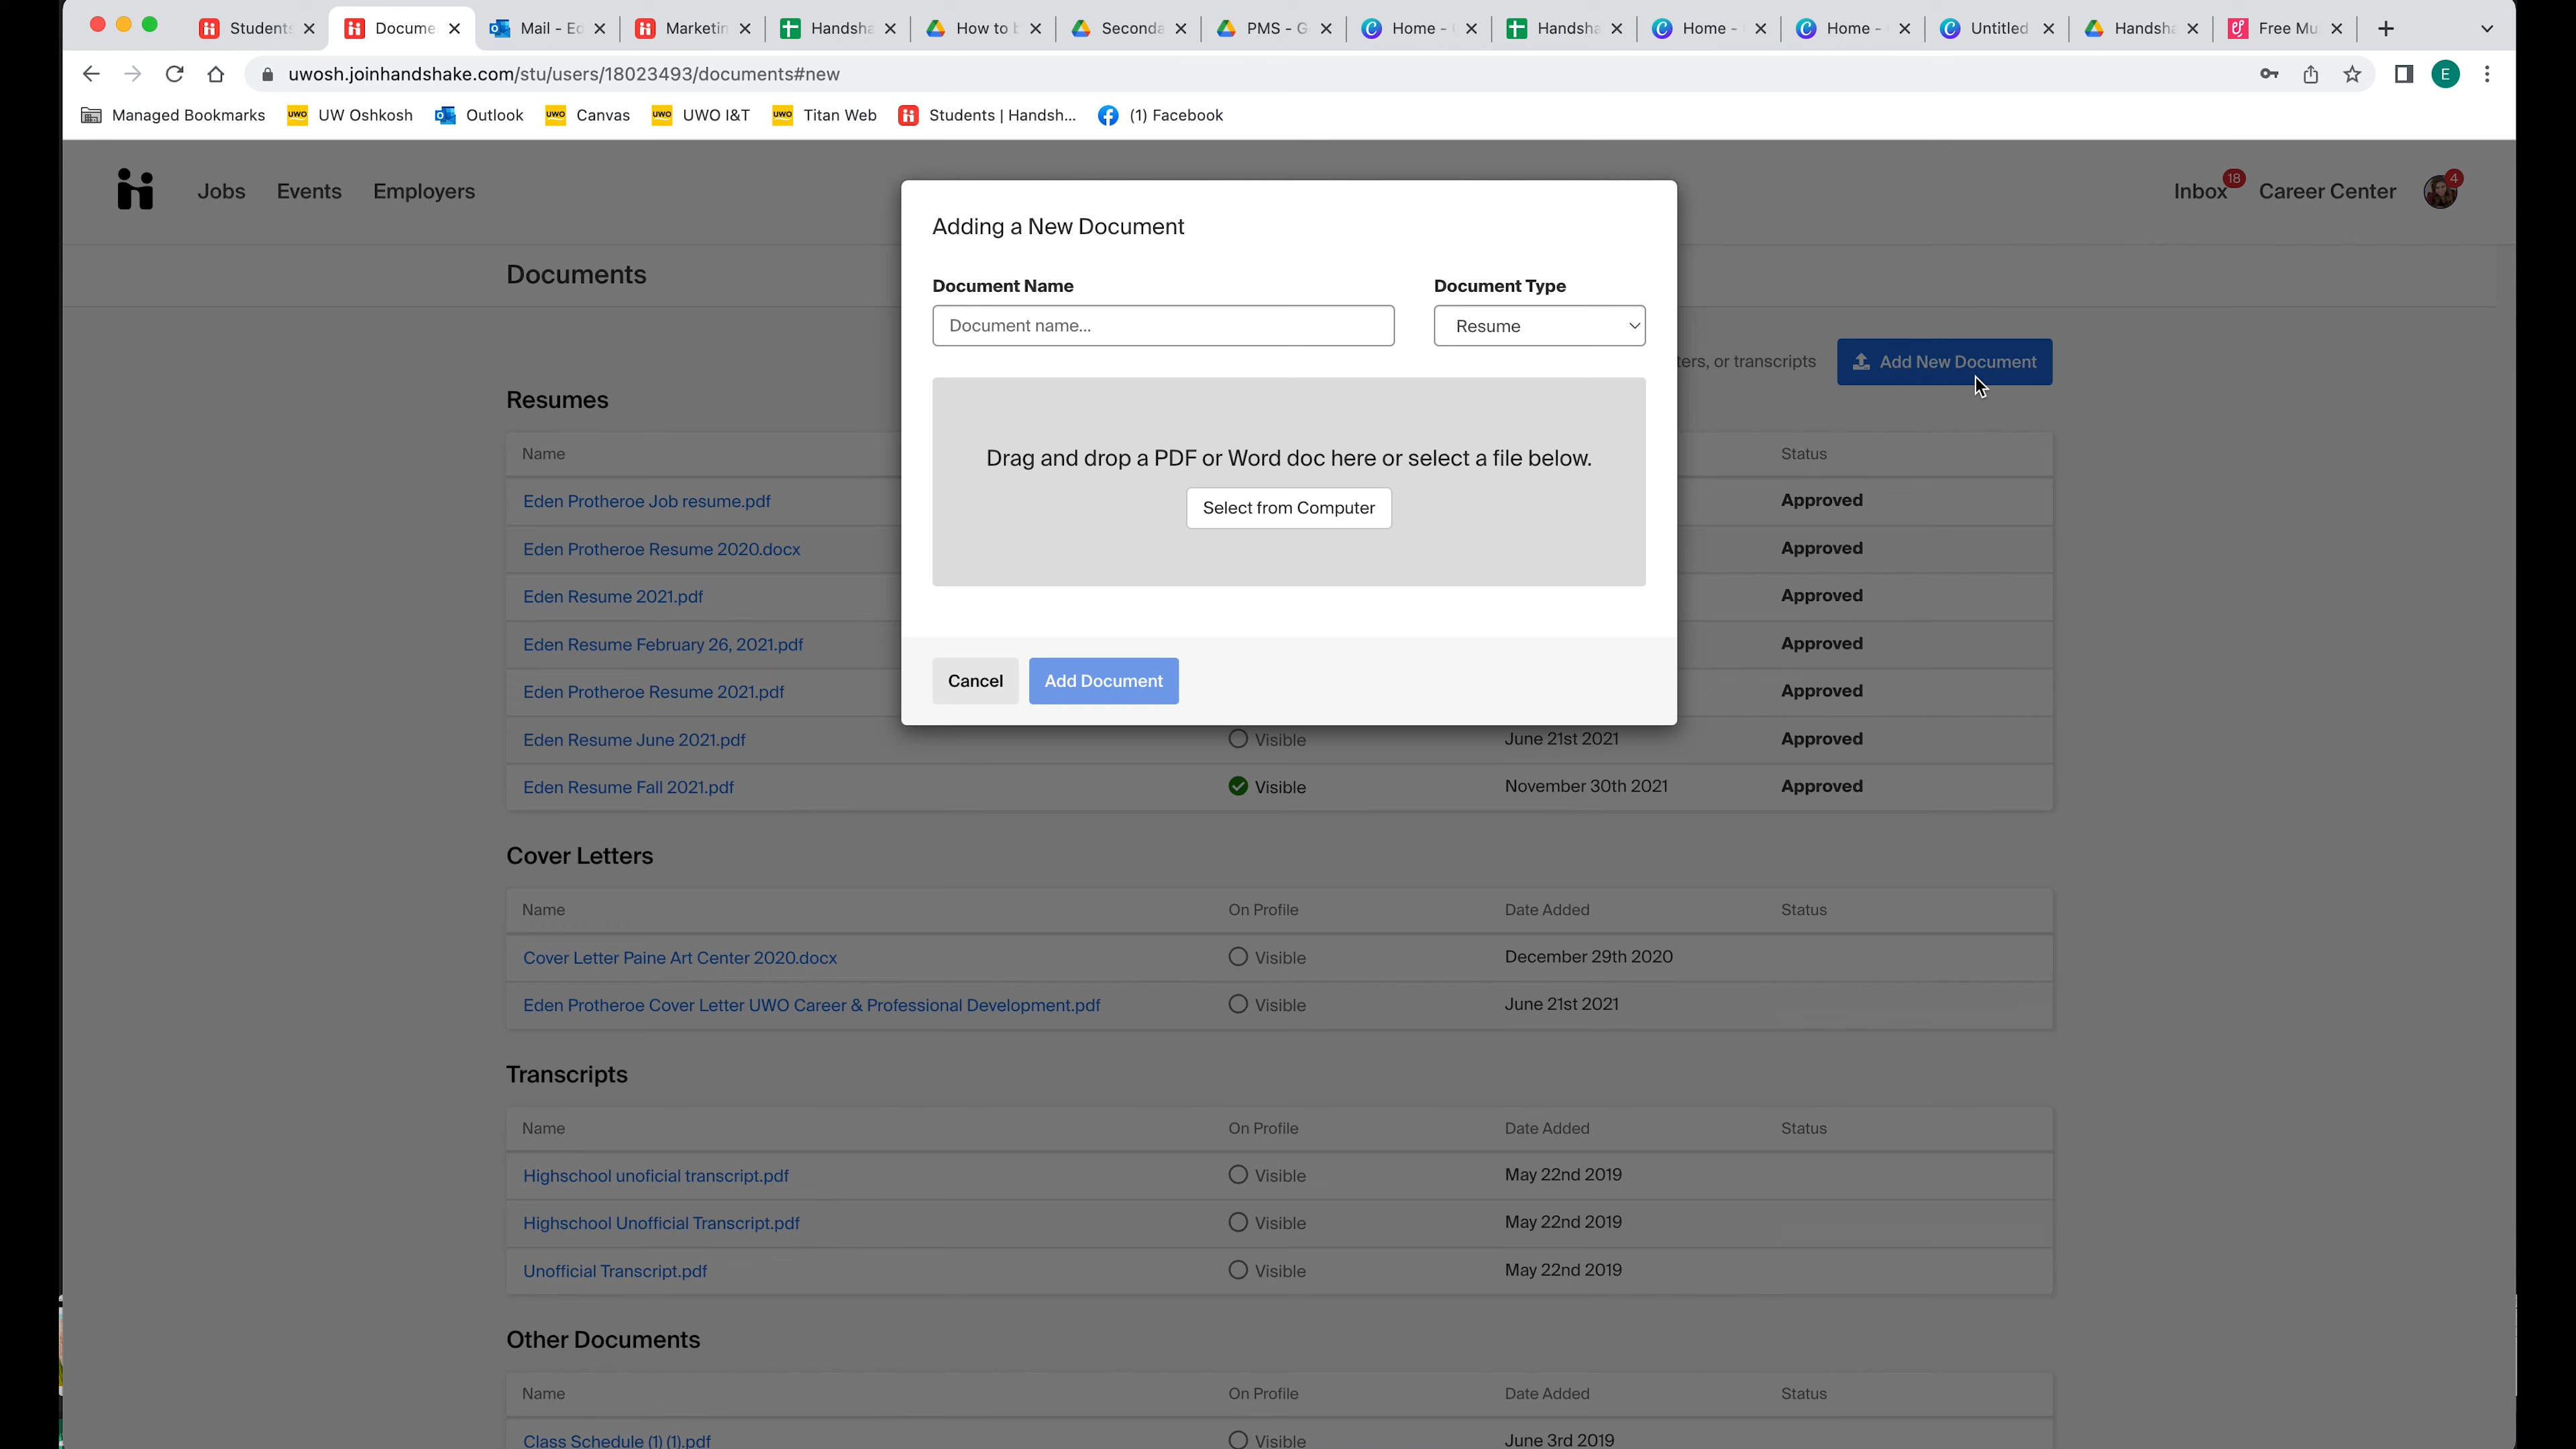 Students
Docume
Mail - Ed
Marketin
Handsha
How to b
Seconda
PMS - G
Home -
Handsha
Home -
Home -
Untitled
Handsha
Free Mu
uwosh.joinhandshake.com/stu/users/18023493/documents#new
E
Managed Bookmarks
UWO UW Oshkosh
Outlook
UWO Canvas
UWO UWO I&T
UWO Titan Web
Students | Handsh...
(1) Facebook
Jobs Events Employers
Inbox 18 Career Center 4
Documents
Adding a New Document
Document Name Document Type
Document name... Resume
Drag and drop a PDF or Word doc here or select a file below.
Select from Computer
Cancel Add Document
ters, or transcripts Add New Document
Resumes
Name Status
Eden Protheroe Job resume.pdf Approved
Eden Protheroe Resume 2020.docx Approved
Eden Resume 2021.pdf Approved
Eden Resume February 26, 2021.pdf Approved
Eden Protheroe Resume 2021.pdf Approved
Eden Resume June 2021.pdf Visible June 21st 2021 Approved
Eden Resume Fall 2021.pdf Visible November 30th 2021 Approved
Cover Letters
Name On Profile Date Added Status
Cover Letter Paine Art Center 2020.docx Visible December 29th 2020
Eden Protheroe Cover Letter UWO Career & Professional Development.pdf Visible June 21st 2021
Transcripts
Name On Profile Date Added Status
Highschool unoficial transcript.pdf Visible May 22nd 2019
Highschool Unofficial Transcript.pdf Visible May 22nd 2019
Unofficial Transcript.pdf Visible May 22nd 2019
Other Documents
Name On Profile Date Added Status
Class Schedule (1) (1).pdf Visible June 3rd 2019